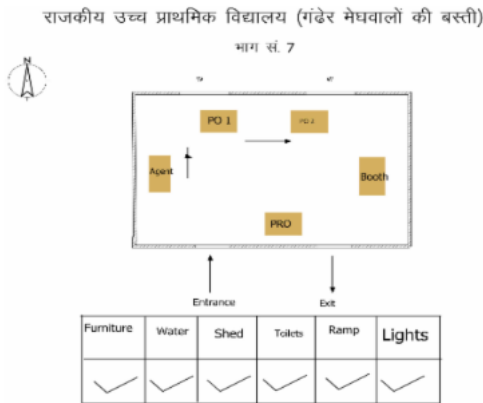 राजकीय उच्च प्राथमिक विद्यालय (गंढेर मेघवालों की बस्ती)
भाग सं. 7
N
PO 1
PO 2
Agent
Booth
PRO
Entrance
Exit
Furniture Water Shed Toilets Ramp Lights